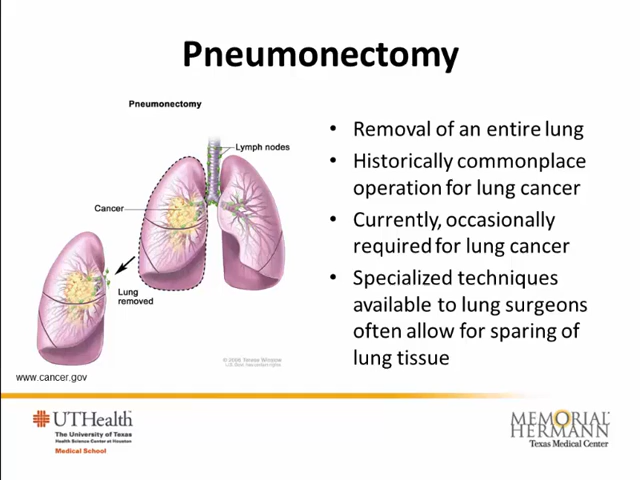 Pneumonectomy
Pneumonectomy
Lymph nodes
Cancer
Lung
removed
www.cancer.gov
• Removal of an entire lung
• Historically commonplace
operation for lung cancer
• Currently, occasionally
required for lung cancer
• Specialized techniques
available to lung surgeons
often allow for sparing of
lung tissue
UTHealth
The University of Texas
Health Science Center at Houston
Medical School
MEMORIAL
HERMANN
Texas Medical Center